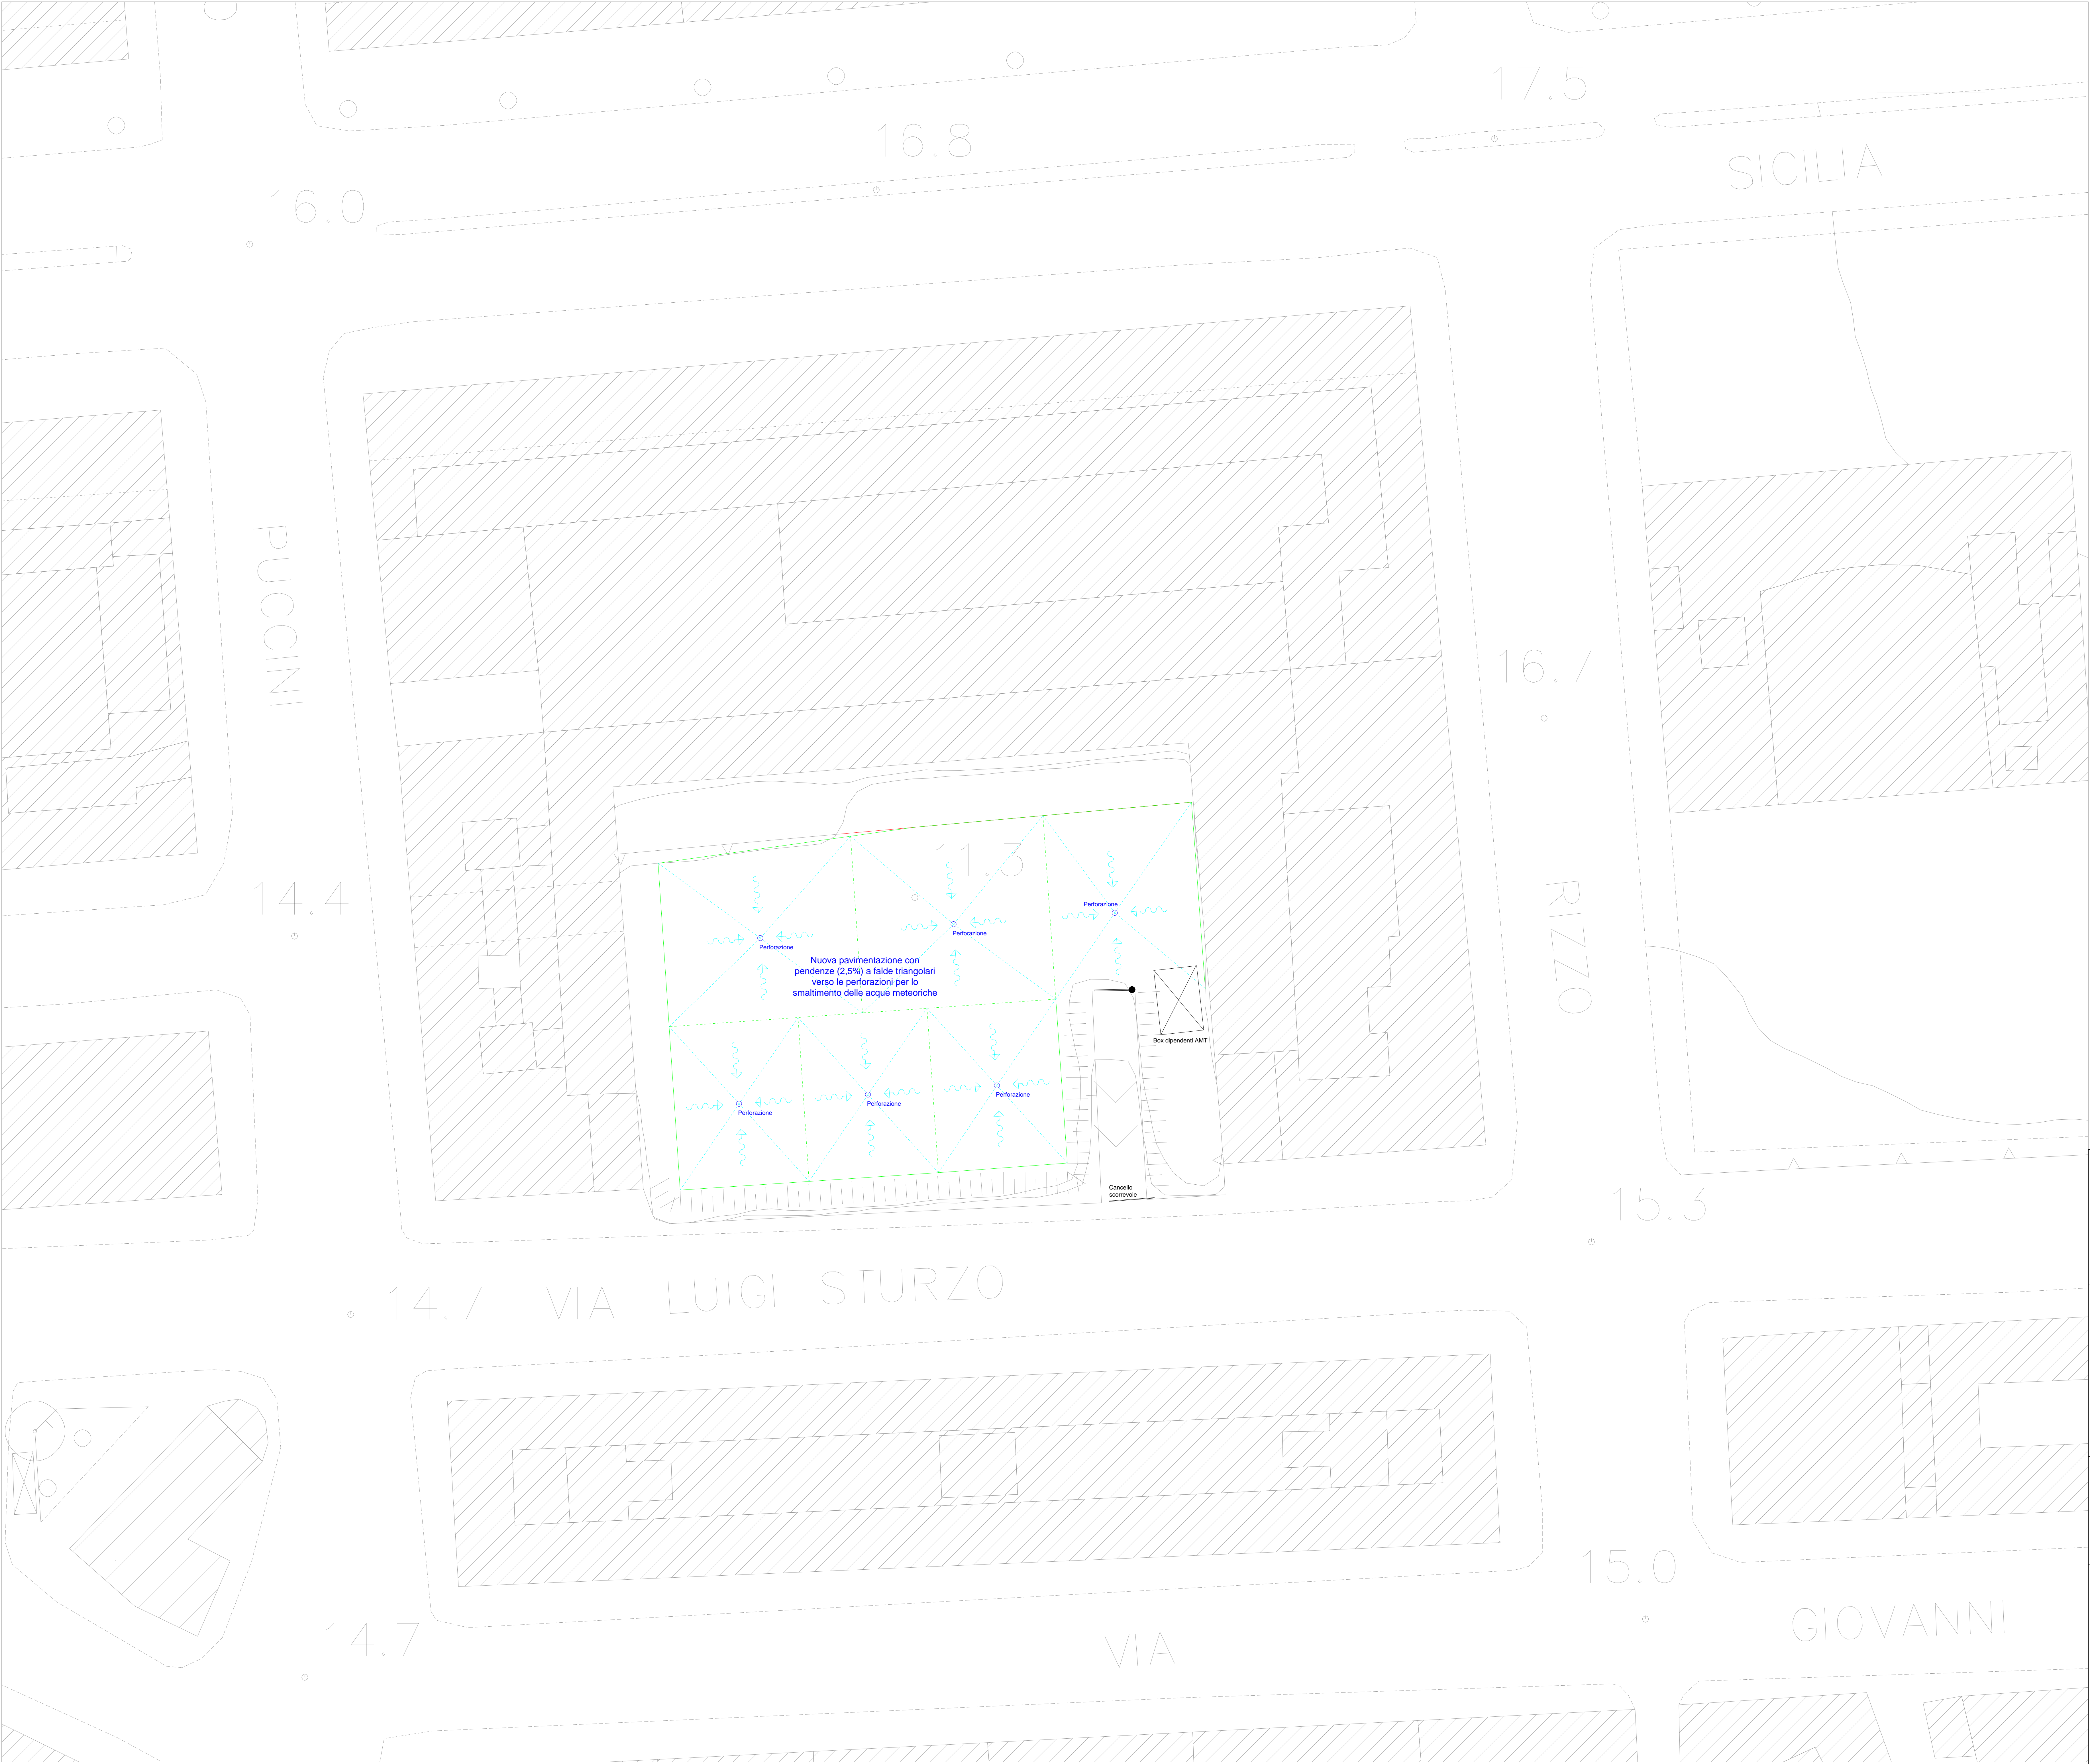 17.5
16.8
SICILIA
16.0
PUCCINI
16.7
11.3
14.4
RNO
Perforazione
Perforazione
Perforazione
Nuova pavimentazione con
pendenze (2,5%) a falde triangolari
verso le perforazioni per lo
smaltimento delle acque meteoriche
Box dipendenti AMT
Perforazione
Perforazione
Perforazione
Cancello
scorrevole
15.3
14.7 VIA LUIGI STURZO
15.0
14.7
VIA
GIOVANNI